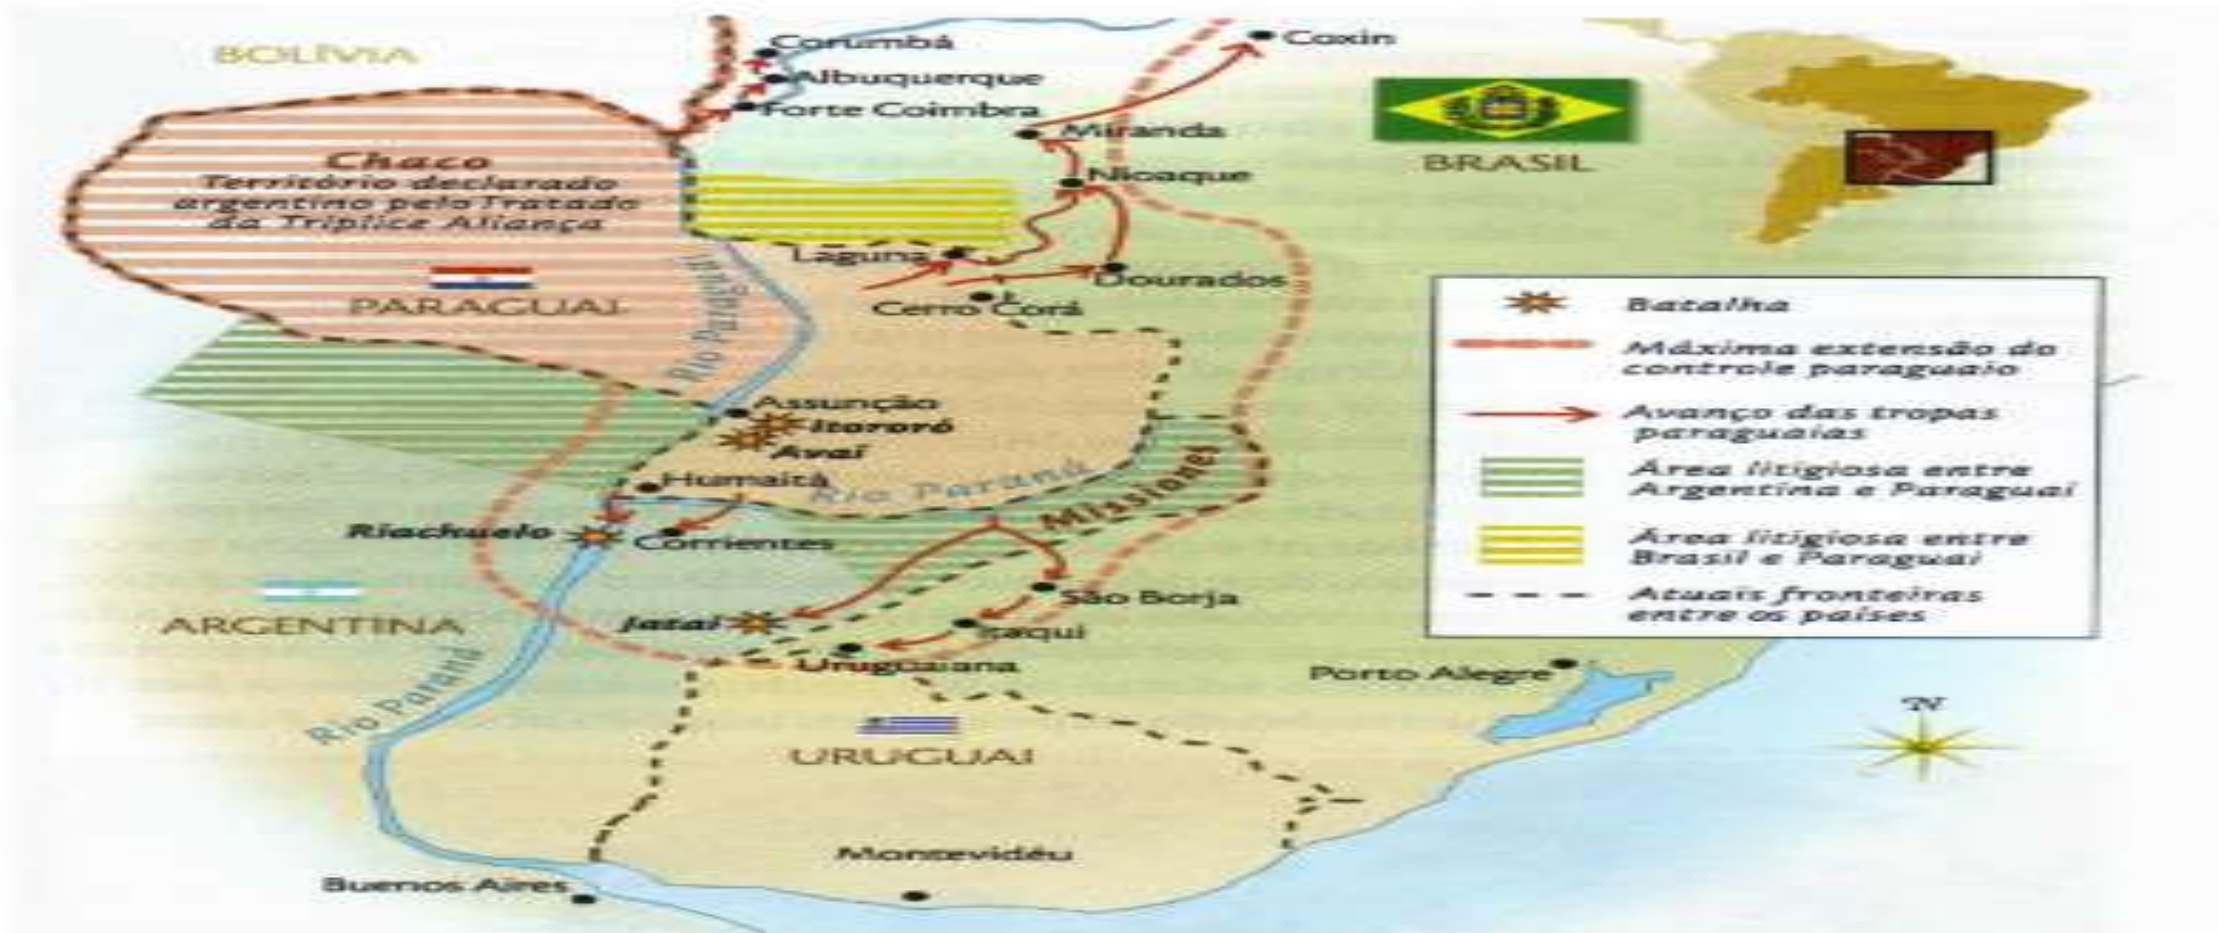 BOLÍVIA
Corumbá
Albuquerque
Forte Coimbra
Coxin
Miranda
Nioaque
BRASIL
Chaco
Território declarado
argentino pelo Tratado
da Tríplice Aliança
PARAGUAI
Rio Paraguai
Laguna
Dourados
Cerro Corá
Assunção
Itororó
Avaí
Humaitá
Rio Paraná
Missiones
Riachuelo
Corrientes
ARGENTINA
Jataí
São Borja
Itaqui
Uruguaiana
Rio Paraná
Porto Alegre
URUGUAI
Montevidéu
Buenos Aires
Batalha
Máxima extensão do
controle paraguaio
Avanço das tropas
paraguaias
Área litigiosa entre
Argentina e Paraguai
Área litigiosa entre
Brasil e Paraguai
Atuais fronteiras
entre os países
N